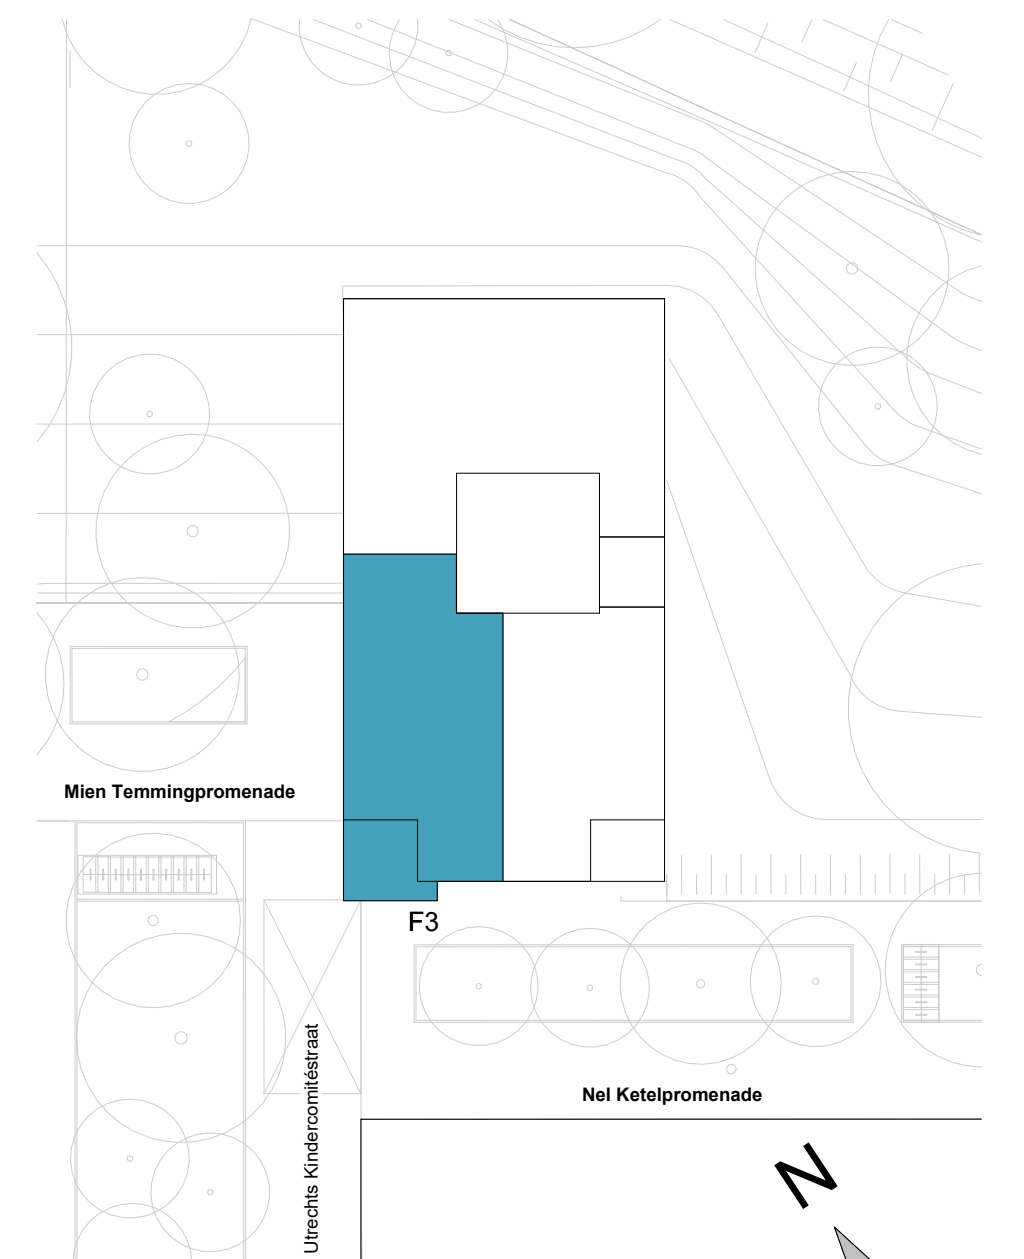 Mien Temmingpromenade
F3
Utrechts Kindercomitéstraat
Nel Ketelpromenade
N